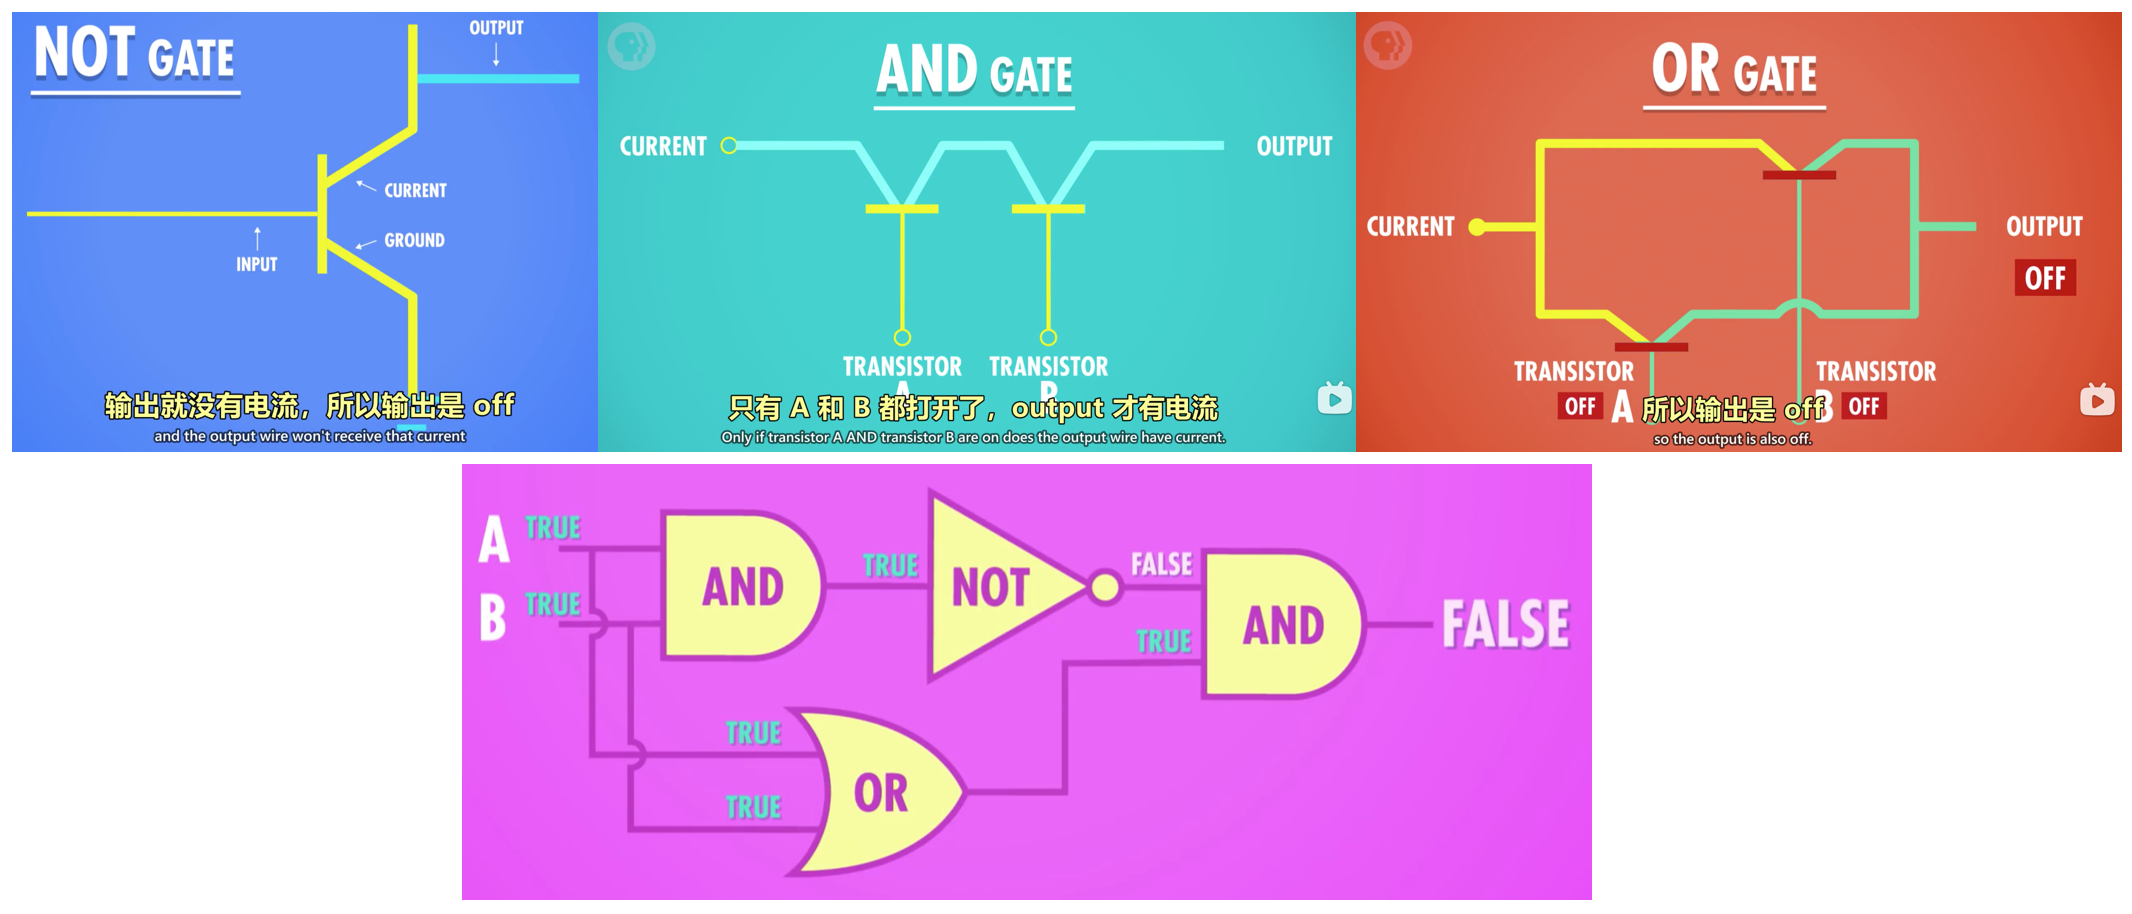 NOT GATE
OUTPUT
CURRENT
GROUND
INPUT
输出就没有电流，所以输出是 off
and the output wire won't receive that current
AND GATE
CURRENT
OUTPUT
TRANSISTOR TRANSISTOR
A B
只有 A 和 B 都打开了，output 才有电流
Only if transistor A AND transistor B are on does the output wire have current.
OR GATE
CURRENT
OUTPUT
OFF
TRANSISTOR TRANSISTOR
OFF A B OFF
所以输出是 off
so the output is also off.
A TRUE
B TRUE
AND
TRUE
NOT
FALSE
TRUE
AND
FALSE
TRUE
TRUE
OR